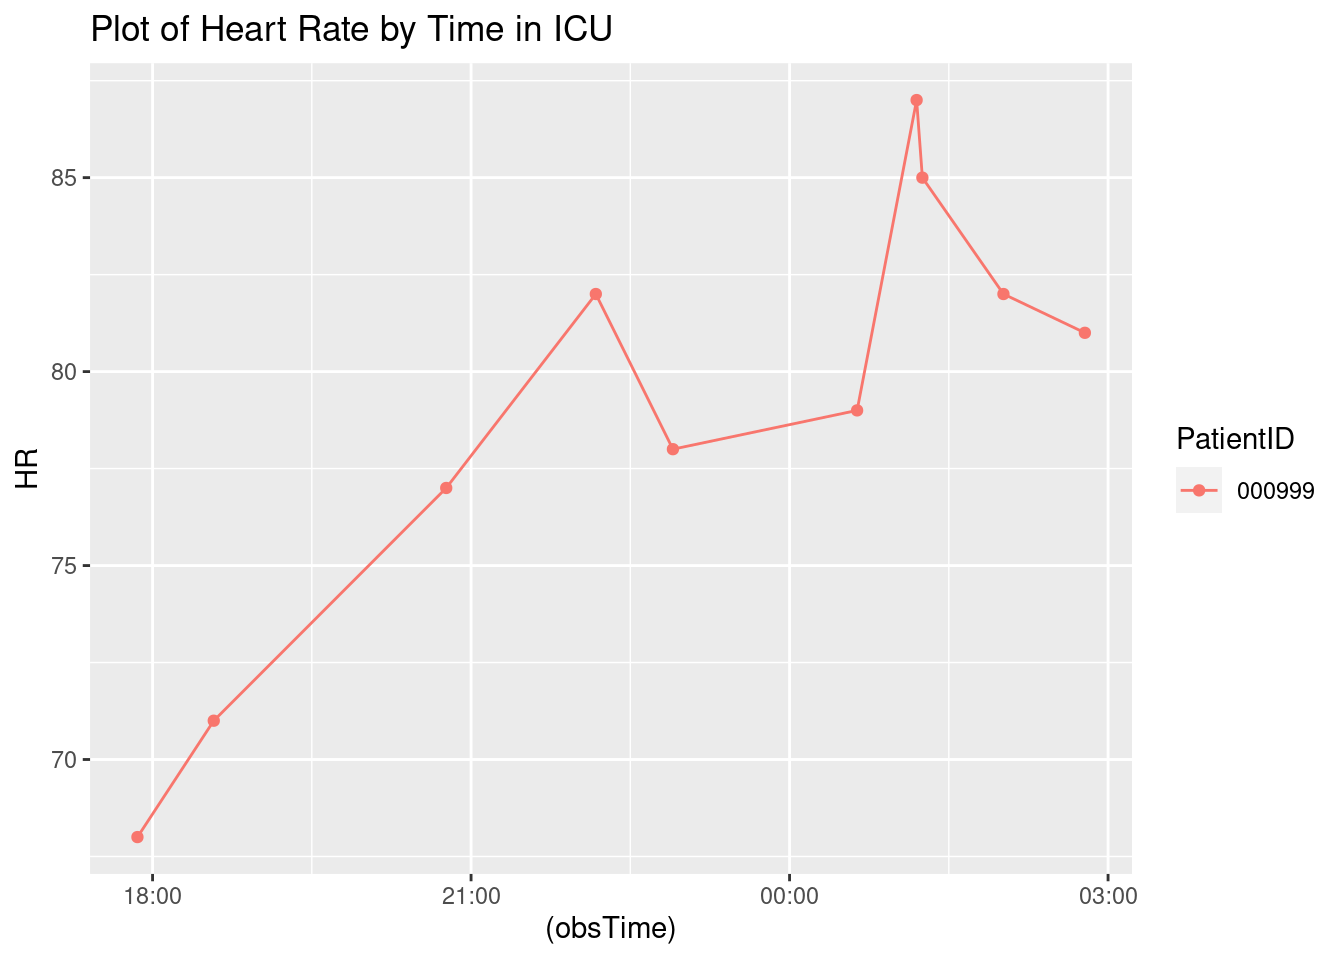 Plot of Heart Rate by Time in ICU
85
80
75
70
HR
18:00 21:00 00:00 03:00
(obsTime)
PatientID
000999